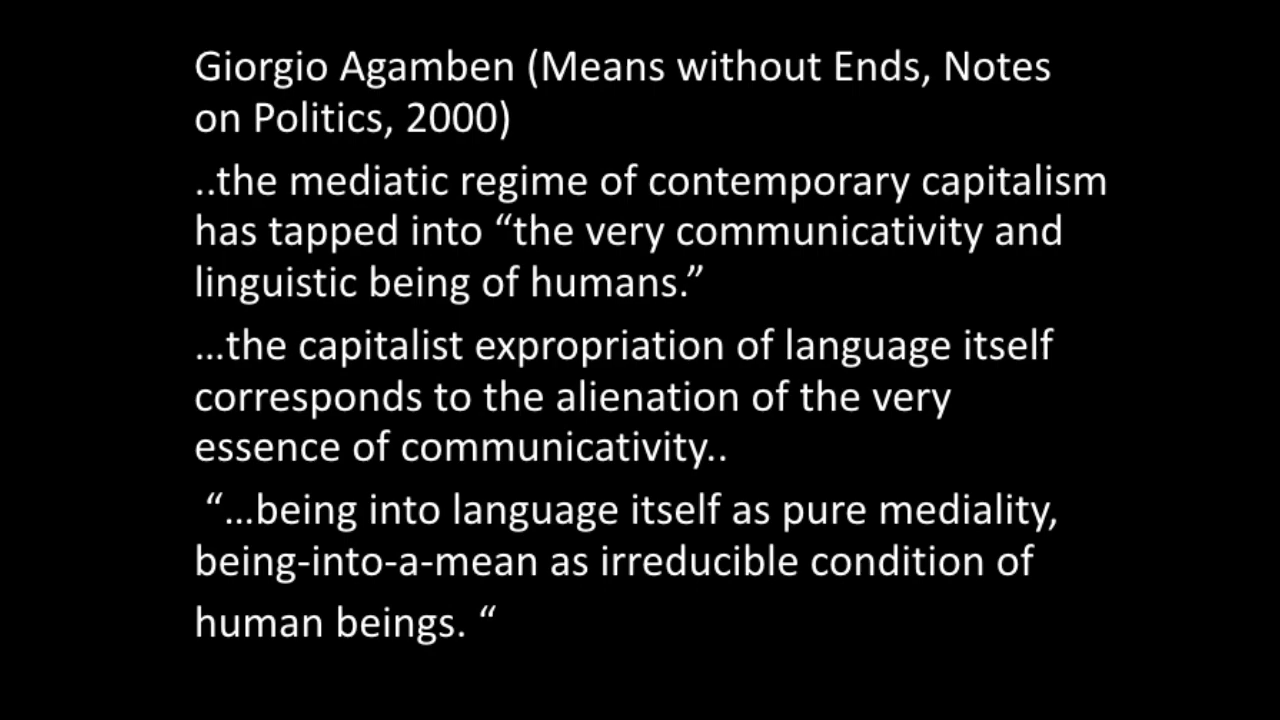 Giorgio Agamben (Means without Ends, Notes
on Politics, 2000)
..the mediatic regime of contemporary capitalism
has tapped into “the very communicativity and
linguistic being of humans.”
…the capitalist expropriation of language itself
corresponds to the alienation of the very
essence of communicativity..
“…being into language itself as pure mediality,
being-into-a-mean as irreducible condition of
human beings. “